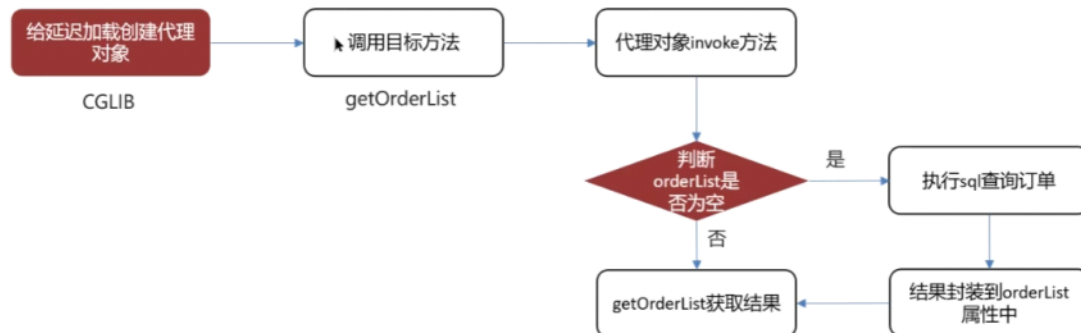 给延迟加载创建代理
对象
CGLIB
调用目标方法
getOrderList
代理对象invoke方法
判断
orderList是
否为空
是
否
执行sql查询订单
结果封装到orderList
属性中
getOrderList获取结果